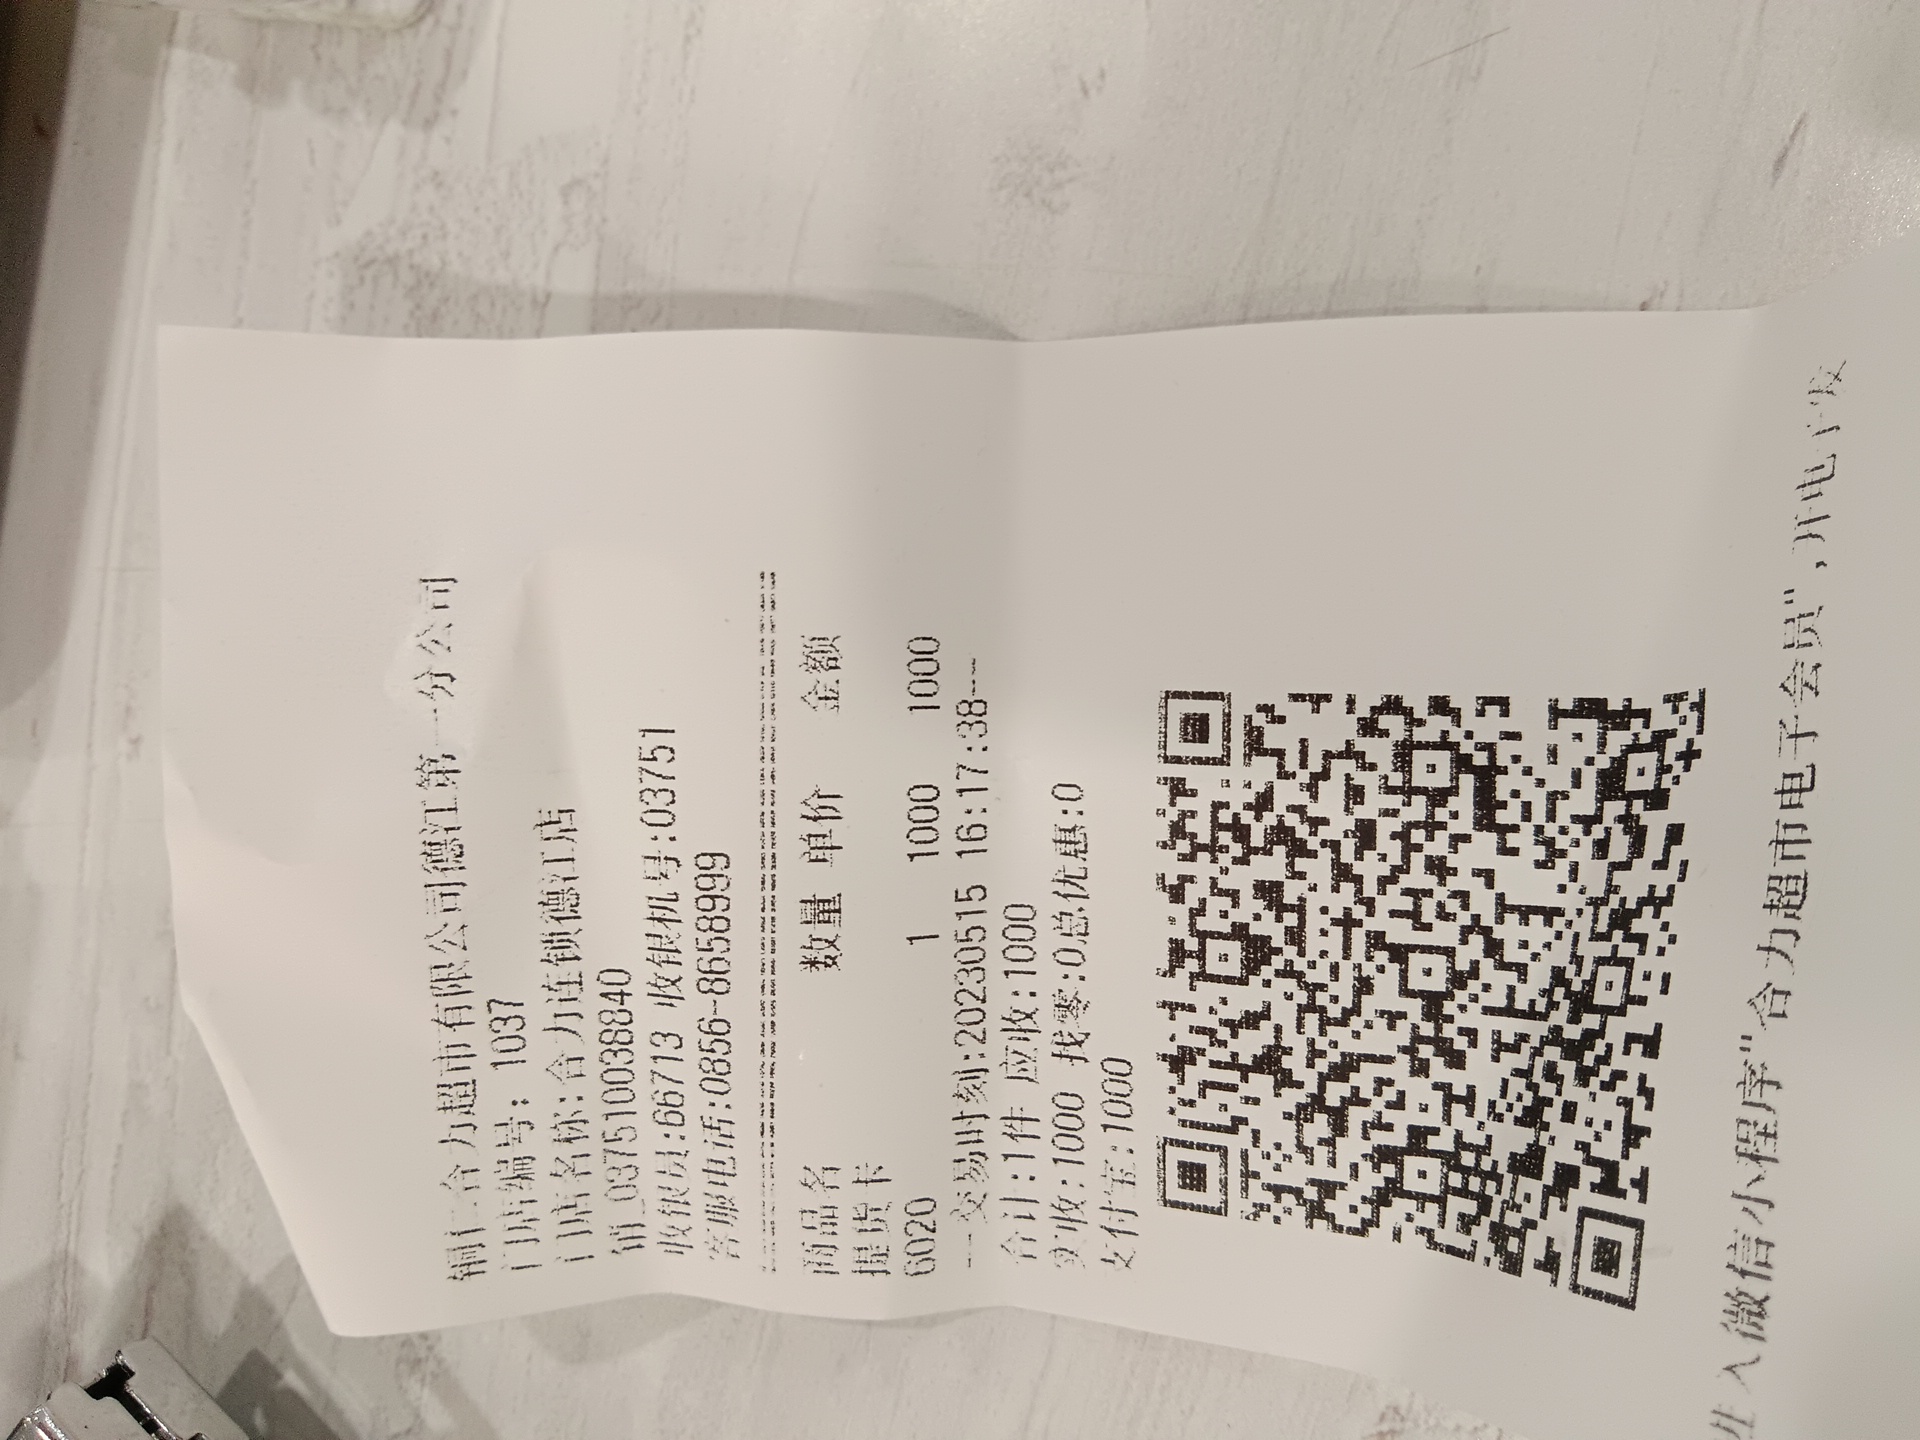 铜仁合力超市有限公司德江第一分公司
门店编号: 1037
门店名称:合力连锁德江店
销_037510038840
收银员:66713 收银机号:03751
客服电话:0856-8658999
商品名 数量 单价 金额
提货卡
6020 1 1000 1000
---交易时刻:20230515 16:17:38---
合计:1件 应收:1000
实收:1000 找零:0总优惠:0
支付宝:1000
进入微信小程序"合力超市电子会员",开电子发